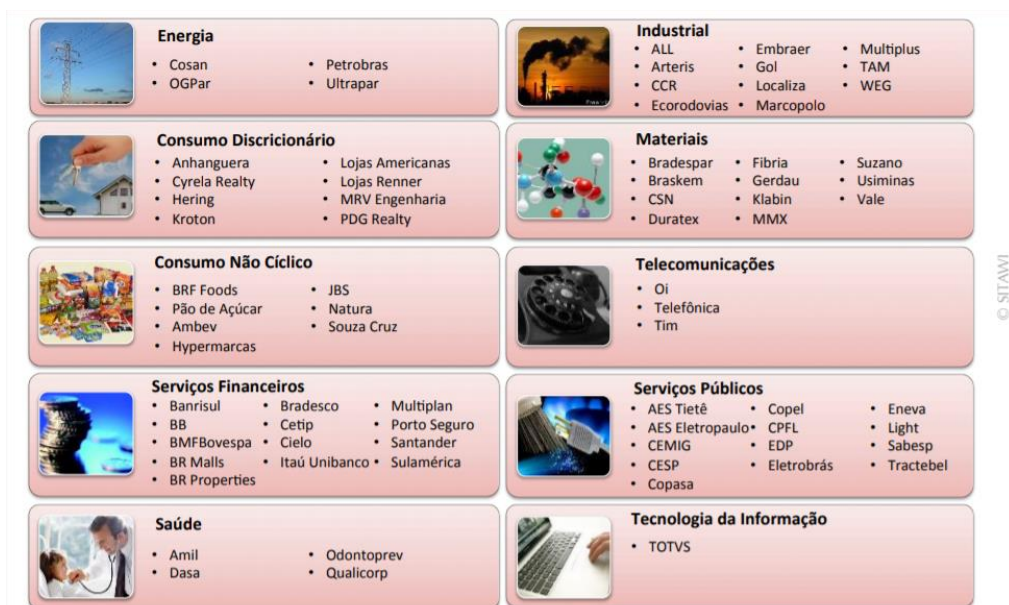 Energia
• Cosan
• OGPar
• Petrobras
• Ultrapar
Industrial
• ALL
• Arteris
• CCR
• Ecorodovias
• Embraer
• Gol
• Localiza
• Marcopolo
• Multiplus
• TAM
• WEG
Consumo Discricionário
• Anhanguera
• Cyrela Realty
• Hering
• Kroton
• Lojas Americanas
• Lojas Renner
• MRV Engenharia
• PDG Realty
Materiais
• Bradespar
• Braskem
• CSN
• Duratex
• Fibria
• Gerdau
• Klabin
• MMX
• Suzano
• Usiminas
• Vale
Consumo Não Cíclico
• BRF Foods
• Pão de Açúcar
• Ambev
• Hypermarcas
• JBS
• Natura
• Souza Cruz
Telecomunicações
• Oi
• Telefônica
• Tim
Serviços Financeiros
• Banrisul
• BB
• BMFBovespa
• BR Malls
• BR Properties
• Bradesco
• Cetip
• Cielo
• Itaú Unibanco
• Multiplan
• Porto Seguro
• Santander
• Sulamérica
Serviços Públicos
• AES Tietê
• AES Eletropaulo
• CEMIG
• CESP
• Copasa
• Copel
• CPFL
• EDP
• Eletrobrás
• Eneva
• Light
• Sabesp
• Tractebel
Saúde
• Amil
• Dasa
• Odontoprev
• Qualicorp
Tecnologia da Informação
• TOTVS
© SITAWI